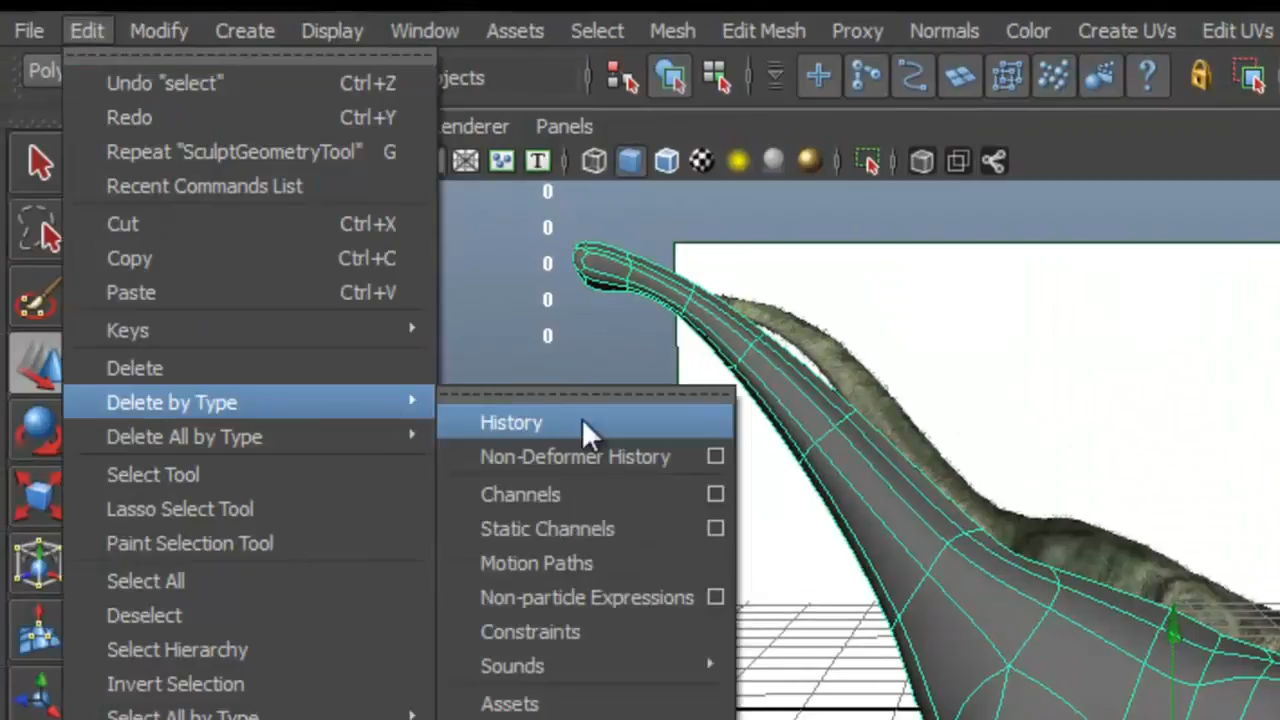 File Edit Modify Create Display Window Assets Select Mesh Edit Mesh Proxy Normals Color Create UVs Edit UVs
Undo "select" Ctrl+Z
Redo Ctrl+Y
Repeat "SculptGeometryTool" G
Recent Commands List
Cut Ctrl+X
Copy Ctrl+C
Paste Ctrl+V
Keys
Delete
Delete by Type
Delete All by Type
Select Tool
Lasso Select Tool
Paint Selection Tool
Select All
Deselect
Select Hierarchy
Invert Selection
Select All by Type
History
Non-Deformer History
Channels
Static Channels
Motion Paths
Non-particle Expressions
Constraints
Sounds
Assets
Poly
jects
enderer Panels
T
0
0
0
0
0